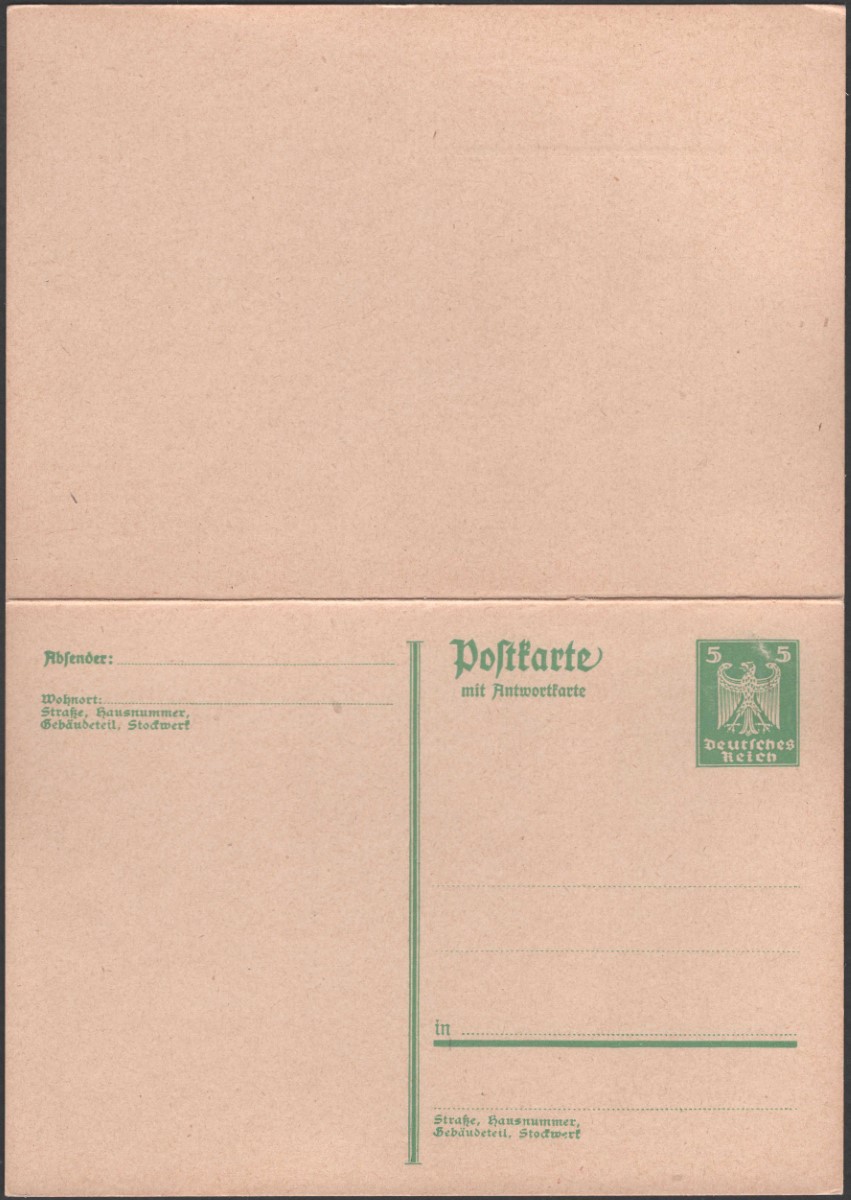 Absender:
Wohnort:
Straße, Hausnummer,
Gebäudeteil, Stockwerk
Postkarte
mit Antwortkarte
5 5
Deutsches
Reich
in
Straße, Hausnummer,
Gebäudeteil, Stockwerk